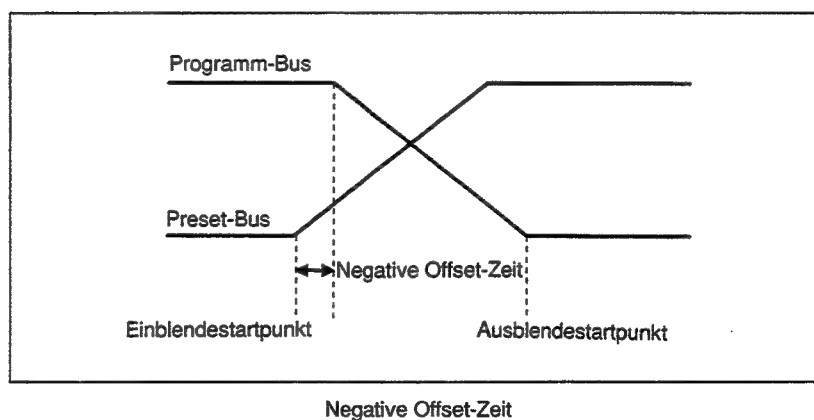 Programm-Bus
Preset-Bus
Negative Offset-Zeit
Einblendestartpunkt
Ausblendestartpunkt
Negative Offset-Zeit